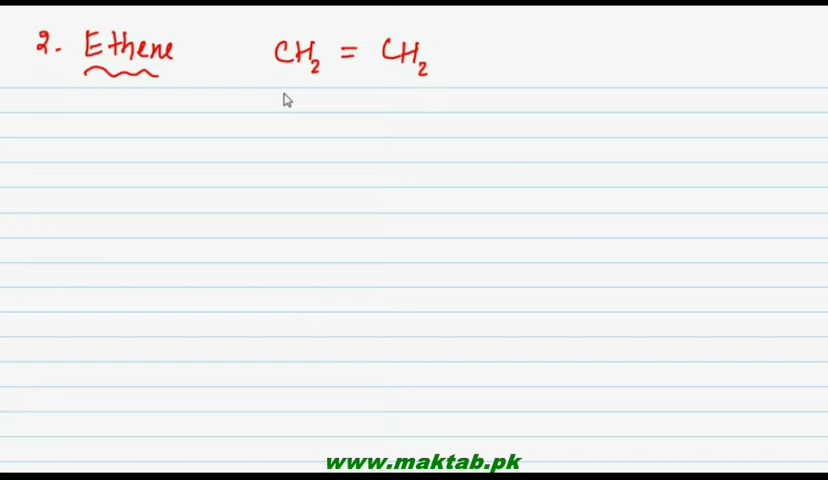 2. Ethene CH₂ = CH₂
www.maktab.pk